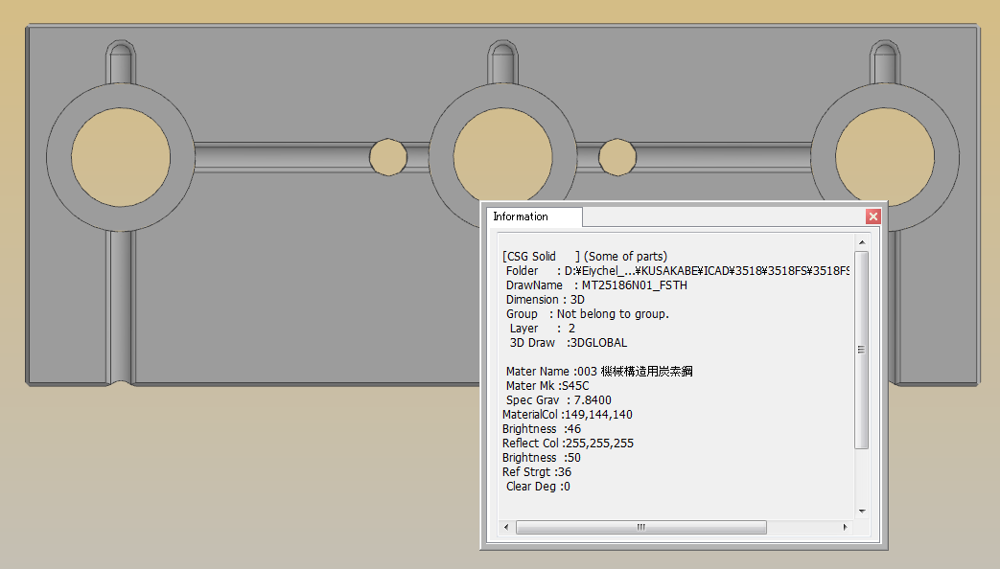 Information
[CSG Solid ] (Some of parts)
Folder : D:¥Eiychel_...¥KUSAKABE¥ICAD¥3518¥3518FS¥3518FS
DrawName : MT25186N01_FSTH
Dimension : 3D
Group : Not belong to group.
Layer : 2
3D Draw :3DGLOBAL
Mater Name :003 機械構造用炭素鋼
Mater Mk :S45C
Spec Grav : 7.8400
MaterialCol :149,144,140
Brightness :46
Reflect Col :255,255,255
Brightness :50
Ref Strgt :36
Clear Deg :0